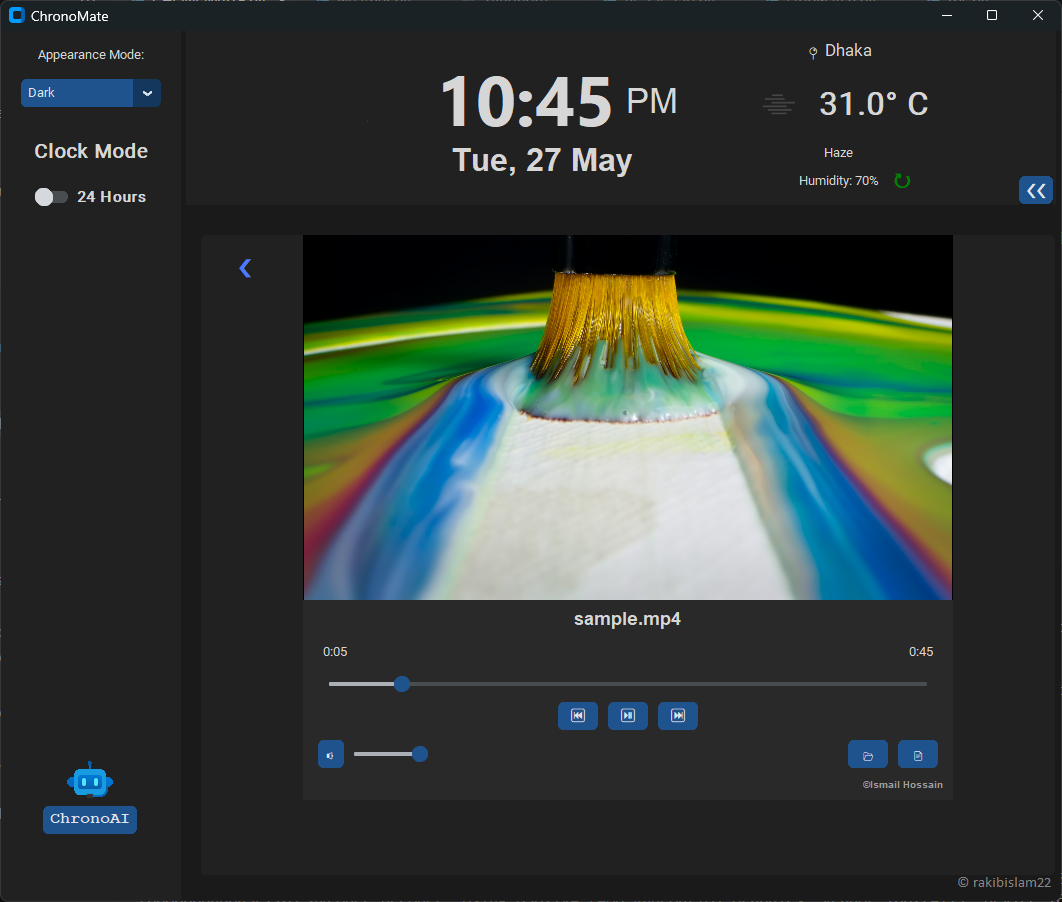 ChronoMate
Appearance Mode:
Dark
Clock Mode
24 Hours
ChronoAI
10:45 PM
Tue, 27 May
Dhaka
31.0° C
Haze
Humidity: 70%
sample.mp4
0:05
0:45
©Ismail Hossain
© rakibislam22